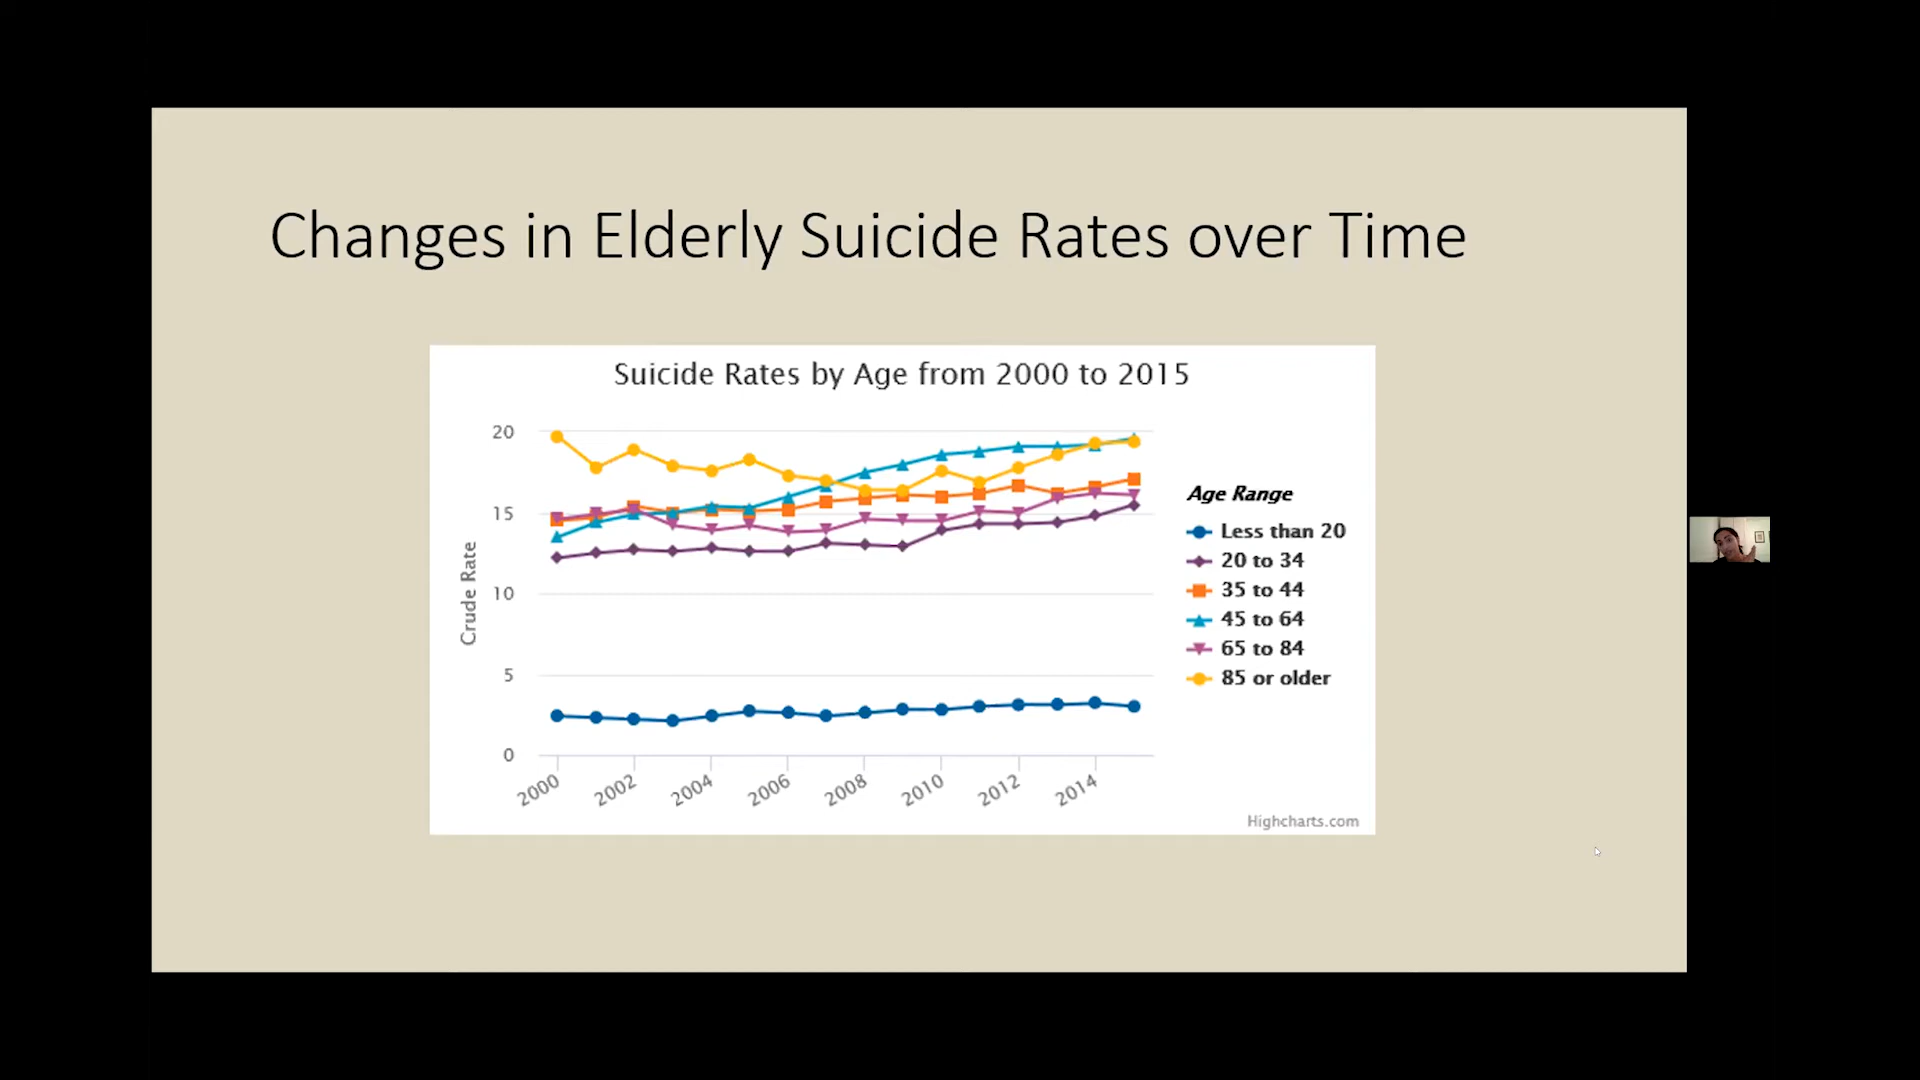 Changes in Elderly Suicide Rates over Time
Suicide Rates by Age from 2000 to 2015
20
15
10
5
0
Crude Rate
2000
2002
2004
2006
2008
2010
2012
2014
Age Range
Less than 20
20 to 34
35 to 44
45 to 64
65 to 84
85 or older
Highcharts.com